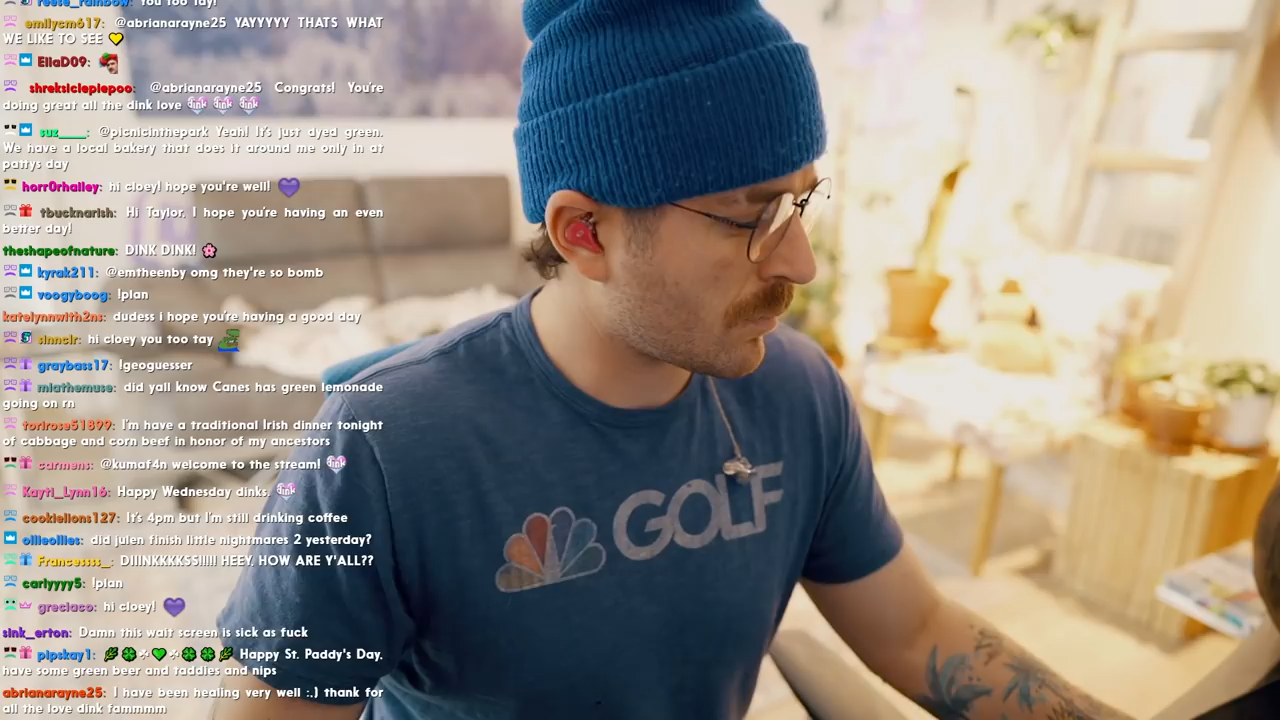 reese_rainbow: You too Tay!
emilycm617: @abrianarayne25 YAYYYYY THATS WHAT
WE LIKE TO SEE
EllaD09:
shreksiclepiepoo: @abrianarayne25 Congrats! You're
doing great all the dink love
suz____: @picnicinthepark Yeah! It's just dyed green.
We have a local bakery that does it around me only in at
pattys day
horr0rhailey: hi cloey! hope you're well!
tbucknarish: Hi Taylor, I hope you're having an even
better day!
theshapeofnature: DINK DINK!
kyrak211: @emtheenby omg they're so bomb
voogyboog: !plan
katelynnwith2ns: dudess i hope you're having a good day
sinnclr: hi cloey you too tay
graybass17: !geoguesser
miathemuse: did yall know Canes has green lemonade
going on rn
torirose51899: I'm have a traditional Irish dinner tonight
of cabbage and corn beef in honor of my ancestors
carmens: @kumaf4n welcome to the stream!
Kayti_Lynn16: Happy Wednesday dinks.
cookielions127: It's 4pm but I'm still drinking coffee
ollieollies: did julen finish little nightmares 2 yesterday?
Francessss_: DIIINKKKKSS!!!!! HEEY. HOW ARE Y'ALL??
carlyyyy5: !plan
greciaco: hi cloey!
sink_erton: Damn this wait screen is sick as fuck
pipskay1: Happy St. Paddy's Day,
have some green beer and taddies and nips
abrianarayne25: I have been healing very well :,) thank for
all the love dink fammmm
GOLF